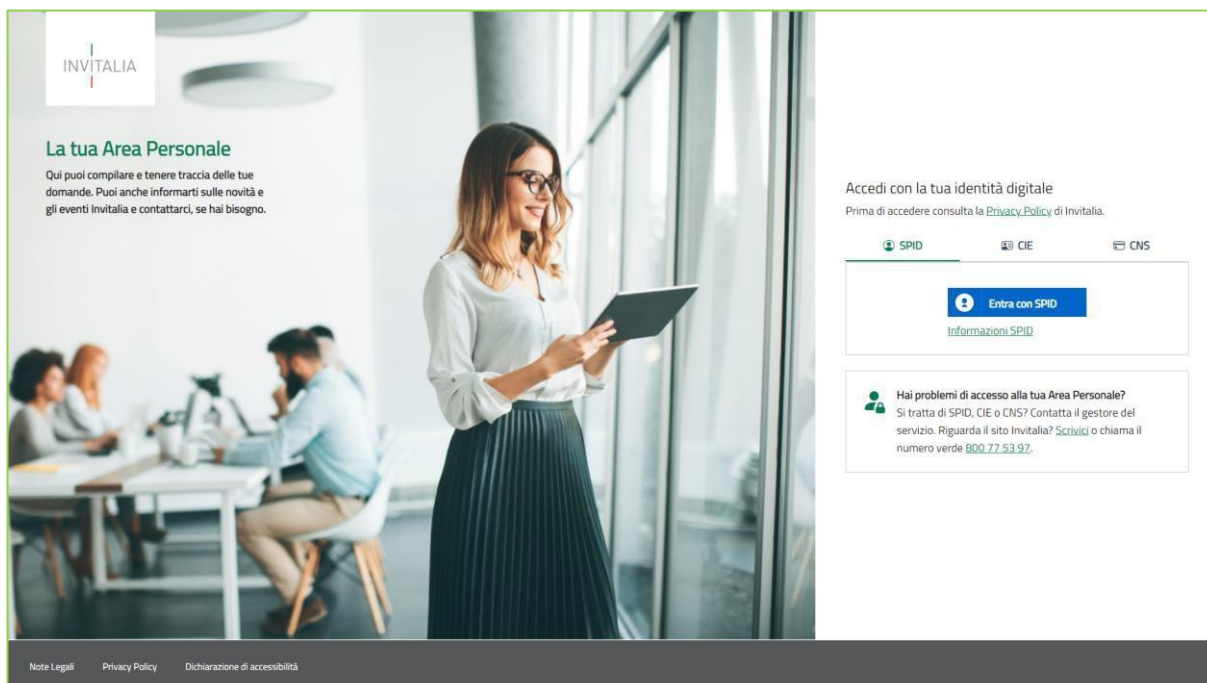 INVITALIA
La tua Area Personale
Qui puoi compilare e tenere traccia delle tue
domande. Puoi anche informarti sulle novità e
gli eventi Invitalia e contattarci, se hai bisogno.
Accedi con la tua identità digitale
Prima di accedere consulta la Privacy Policy di Invitalia.
SPID CIE CNS
Entra con SPID
Informazioni SPID
Hai problemi di accesso alla tua Area Personale?
Si tratta di SPID, CIE o CNS? Contatta il gestore del
servizio. Riguarda il sito Invitalia? Scrivici o chiama il
numero verde 800 77 53 97.
Note Legali Privacy Policy Dichiarazione di accessibilità